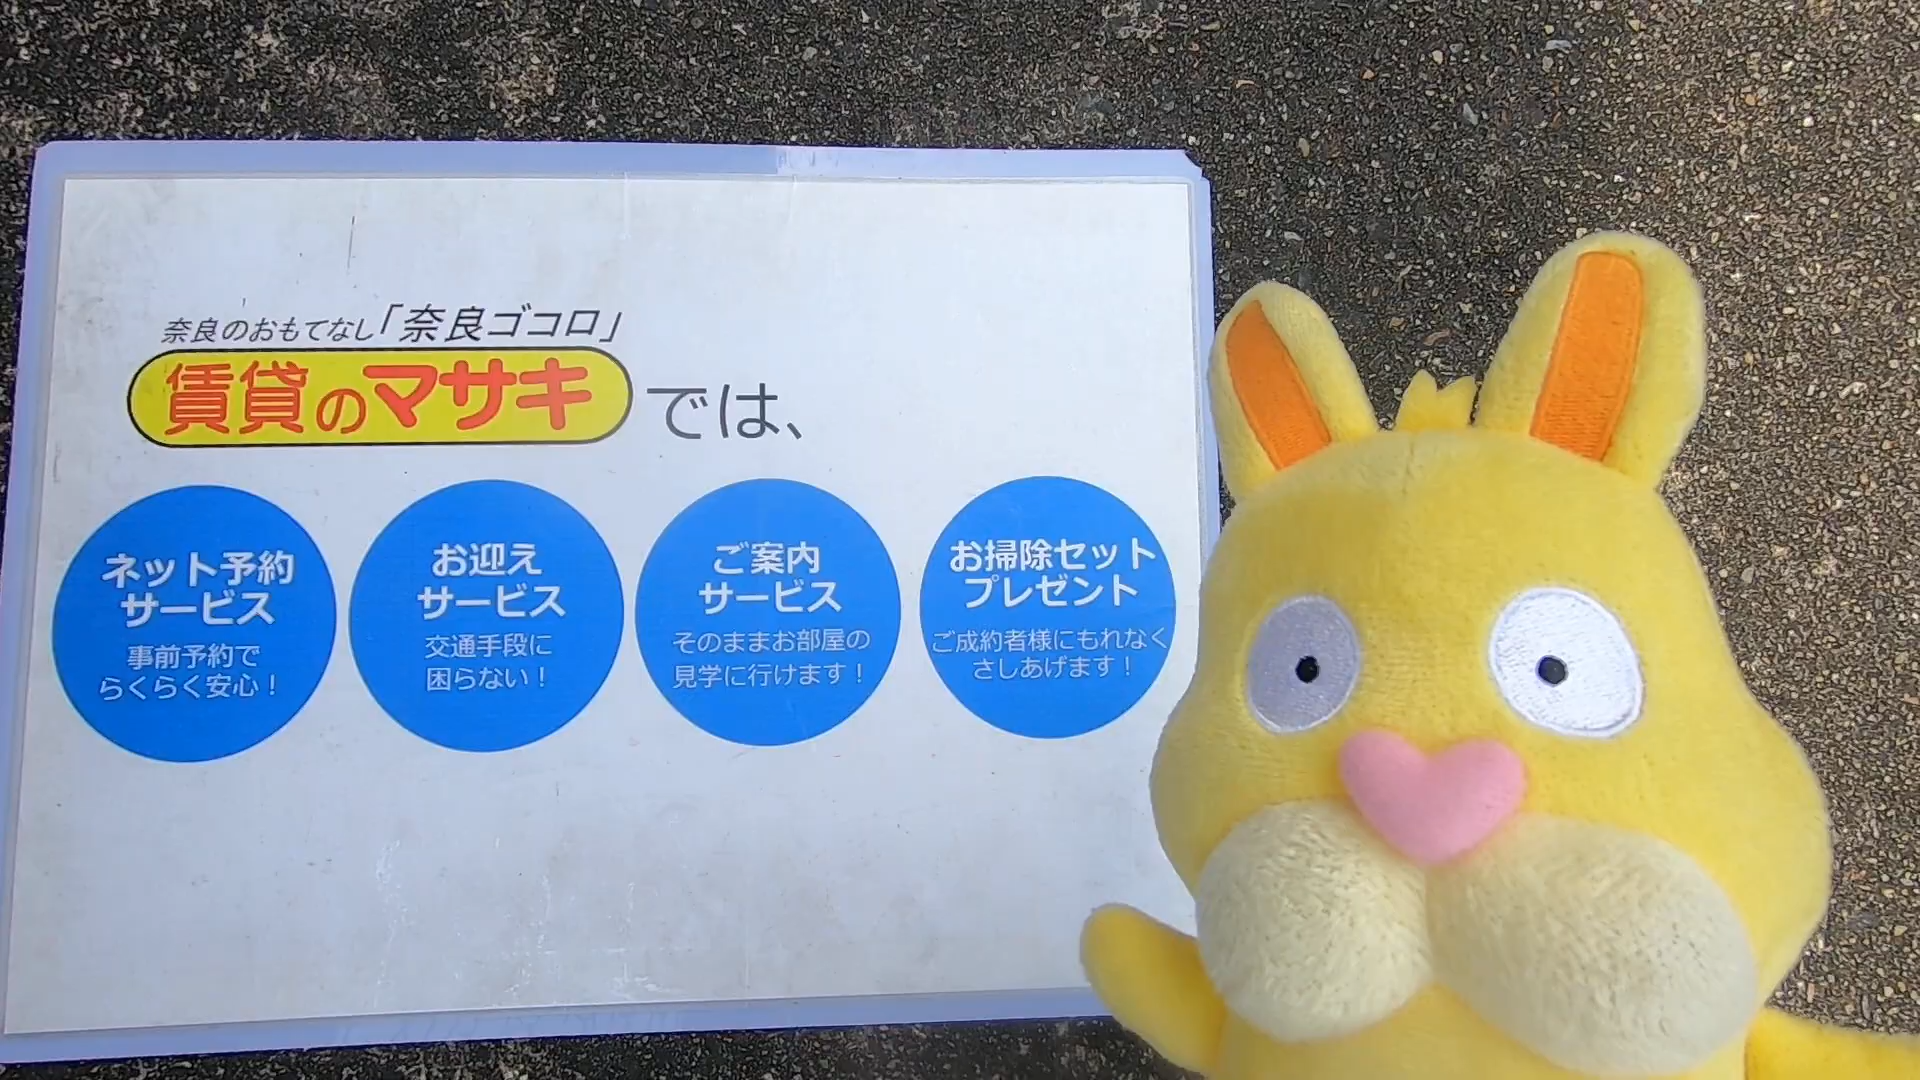 奈良のおもてなし「奈良ゴコロ」
賃貸のマサキでは、
ネット予約
サービス
事前予約で
らくらく安心！
お迎え
サービス
交通手段に
困らない！
ご案内
サービス
そのままお部屋の
見学に行けます！
お掃除セット
プレゼント
ご成約者様にもれなく
さしあげます！